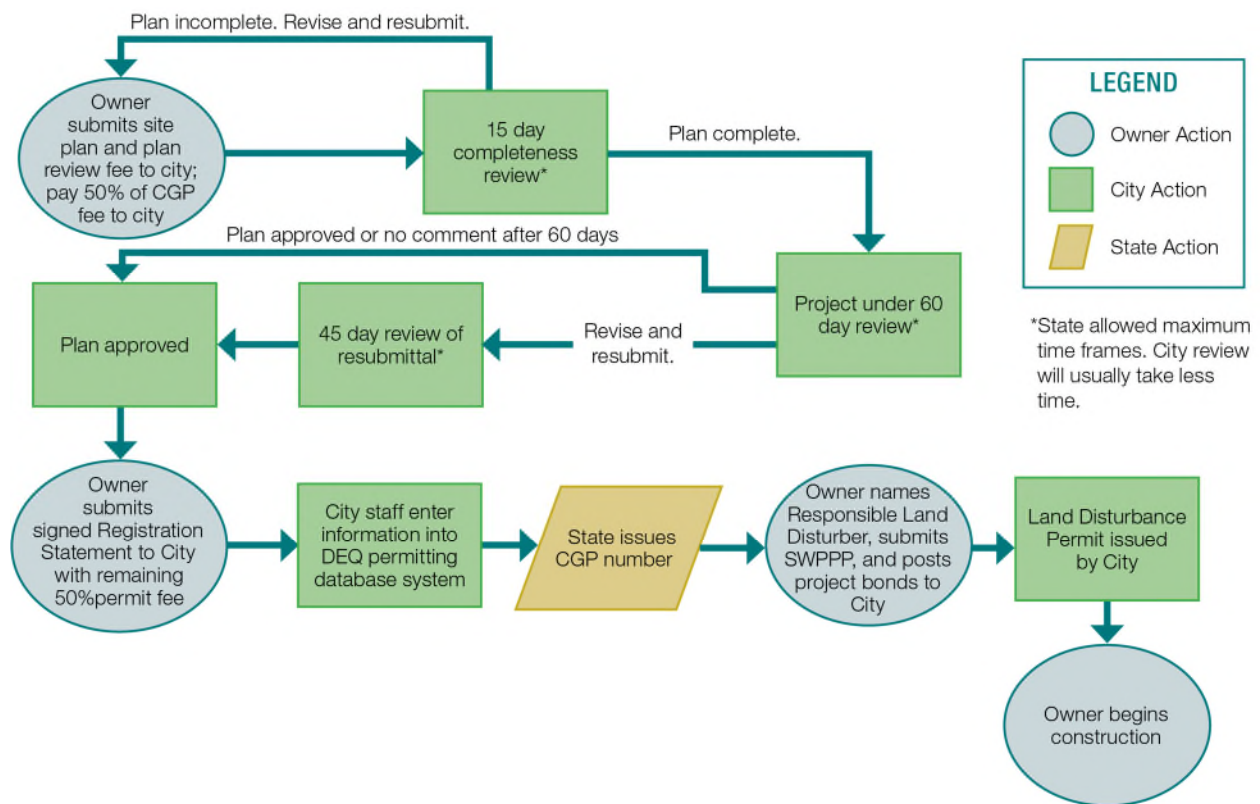 Plan incomplete. Revise and resubmit.
Owner
submits site
plan and plan
review fee to city;
pay 50% of CGP
fee to city
15 day
completeness
review*
Plan complete.
LEGEND
Owner Action
City Action
State Action
*State allowed maximum
time frames. City review
will usually take less
time.
Plan approved or no comment after 60 days
Project under 60
day review*
Revise and
resubmit.
45 day review of
resubmittal*
Plan approved
Owner
submits
signed Registration
Statement to City
with remaining
50%permit fee
City staff enter
information into
DEQ permitting
database system
State issues
CGP number
Owner names
Responsible Land
Disturber, submits
SWPPP, and posts
project bonds to
City
Land Disturbance
Permit issued
by City
Owner begins
construction